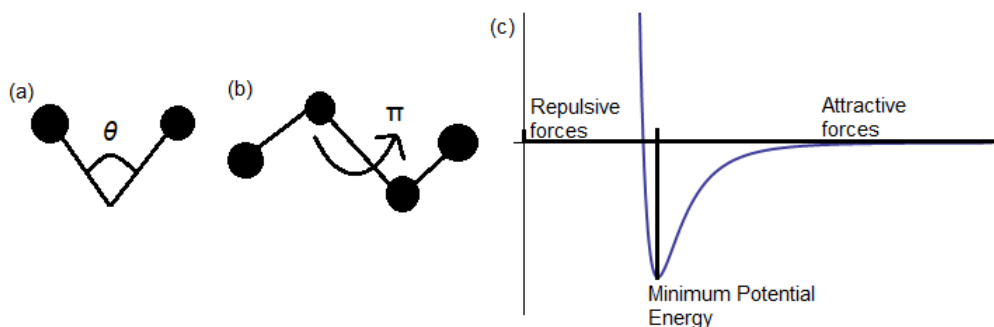 (a)
θ
(b)
π
(c)
Repulsive
forces
Attractive
forces
Minimum Potential
Energy